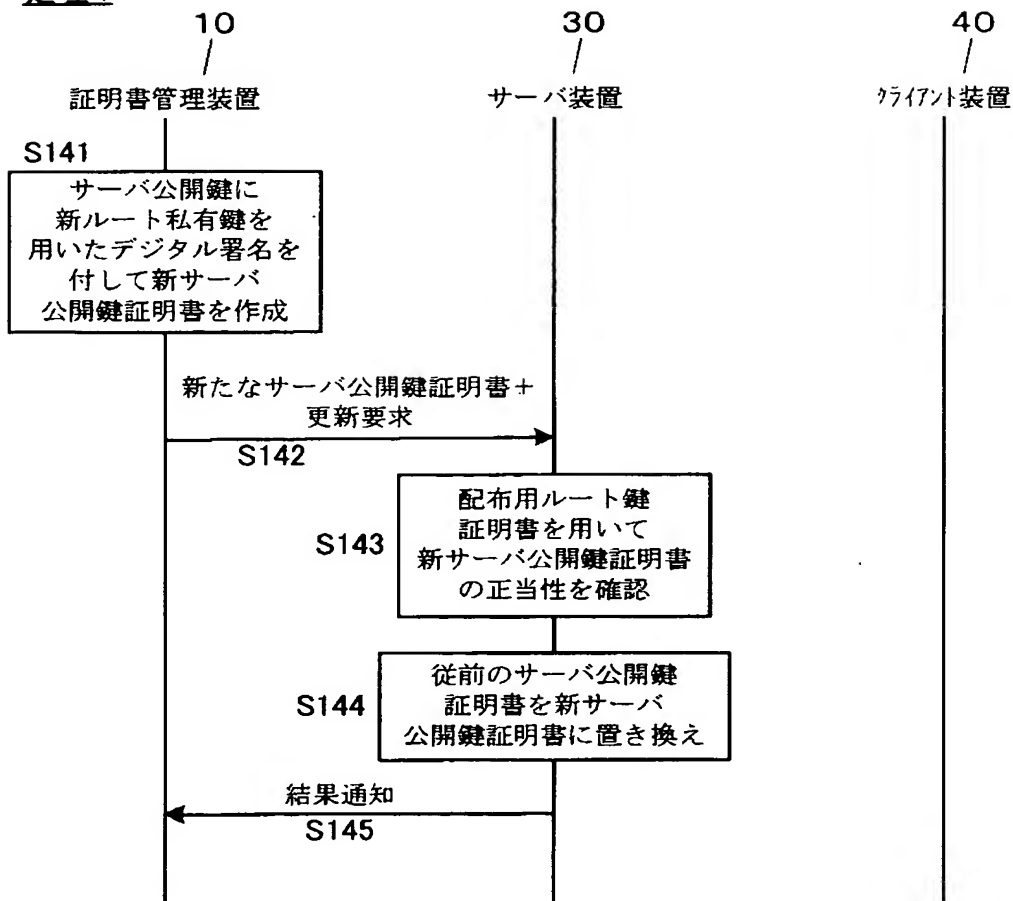 10
30
40
証明書管理装置
サーバ装置
クライアント装置
S141
サーバ公開鍵に
新ルート私有鍵を
用いたデジタル署名を
付して新サーバ
公開鍵証明書を作成
新たなサーバ公開鍵証明書+
更新要求
S142
S143
配布用ルート鍵
証明書を用いて
新サーバ公開鍵証明書
の正当性を確認
S144
従前のサーバ公開鍵
証明書を新サーバ
公開鍵証明書に置き換え
結果通知
S145